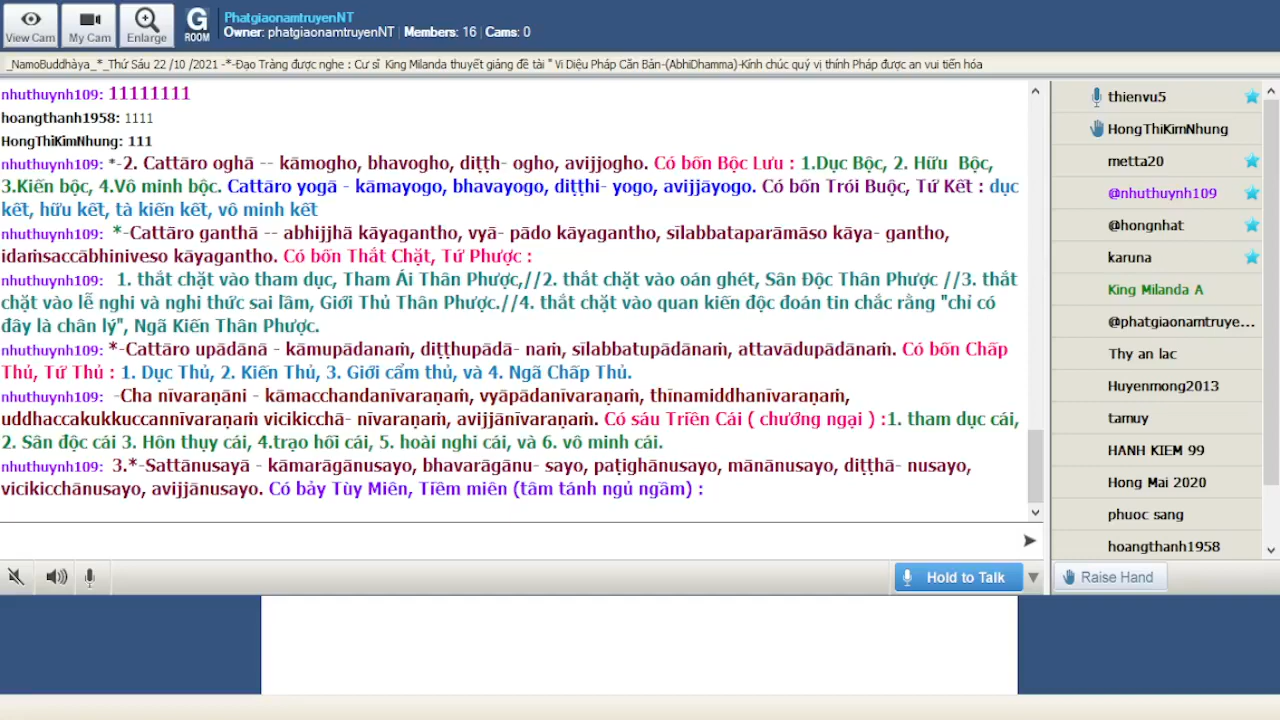 View Cam
My Cam
Enlarge
G
ROOM
PhatgiaonamtruyenNT
Owner: phatgiaonamtruyenNT | Members: 16 | Cams: 0
_NamoBuddhàya_*_Thứ Sáu 22 /10 /2021 -*-Đạo Tràng được nghe : Cư sĩ King Milanda thuyết giảng đề tài " Vi Diệu Pháp Căn Bản-(AbhiDhamma)-Kính chúc quý vị thính Pháp được an vui tiến hóa
nhuthuynh109: 11111111
hoangthanh1958: 1111
HongThiKimNhung: 111
nhuthuynh109: *-2. Cattāro oghā -- kāmogho, bhavogho, diṭṭh- ogho, avijjogho. Có bốn Bộc Lưu : 1.Dục Bộc, 2. Hữu Bộc,
3.Kiến bộc, 4.Vô minh bộc. Cattāro yogā - kāmayogo, bhavayogo, diṭṭhi- yogo, avijjāyogo. Có bốn Trói Buộc, Tứ Kết : dục
kết, hữu kết, tà kiến kết, vô minh kết
nhuthuynh109: *-Cattāro ganthā -- abhijjhā kāyagantho, vyā- pādo kāyagantho, sīlabbataparāmāso kāya- gantho,
idaṁsaccābhiniveso kāyagantho. Có bốn Thắt Chặt, Tứ Phược :
nhuthuynh109: 1. thắt chặt vào tham dục, Tham Ái Thân Phược,//2. thắt chặt vào oán ghét, Sân Độc Thân Phược //3. thắt
chặt vào lễ nghi và nghi thức sai lầm, Giới Thủ Thân Phược.//4. thắt chặt vào quan kiến độc đoán tin chắc rằng "chỉ có
đây là chân lý", Ngã Kiến Thân Phược.
nhuthuynh109: *-Cattāro upādānā - kāmupādanaṁ, diṭṭhupādā- naṁ, sīlabbatupādānaṁ, attavādupādānaṁ. Có bốn Chấp
Thủ, Tứ Thủ : 1. Dục Thủ, 2. Kiến Thủ, 3. Giới cấm thủ, và 4. Ngã Chấp Thủ.
nhuthuynh109: -Cha nīvaraṇāni - kāmacchandanīvaraṇaṁ, vyāpādanīvaraṇaṁ, thīnamiddhanīvaraṇaṁ,
uddhaccakukkuccannīvaraṇaṁ vicikicchā- nīvaraṇaṁ, avijjānīvaraṇaṁ. Có sáu Triền Cái ( chướng ngại ) :1. tham dục cái,
2. Sân độc cái 3. Hôn thụy cái, 4.trạo hối cái, 5. hoài nghi cái, và 6. vô minh cái.
nhuthuynh109: 3.*-Sattānusayā - kāmarāgānusayo, bhavarāgānu- sayo, paṭighānusayo, mānānusayo, diṭṭhā- nusayo,
vicikicchānusayo, avijjānusayo. Có bảy Tùy Miên, Tiềm miên (tâm tánh ngủ ngầm) :
Hold to Talk
thienvu5
HongThiKimNhung
metta20
@nhuthuynh109
@hongnhat
karuna
King Milanda A
@phatgiaonamtruye...
Thy an lac
Huyenmong2013
tamuy
HANH KIEM 99
Hong Mai 2020
phuoc sang
hoangthanh1958
Raise Hand